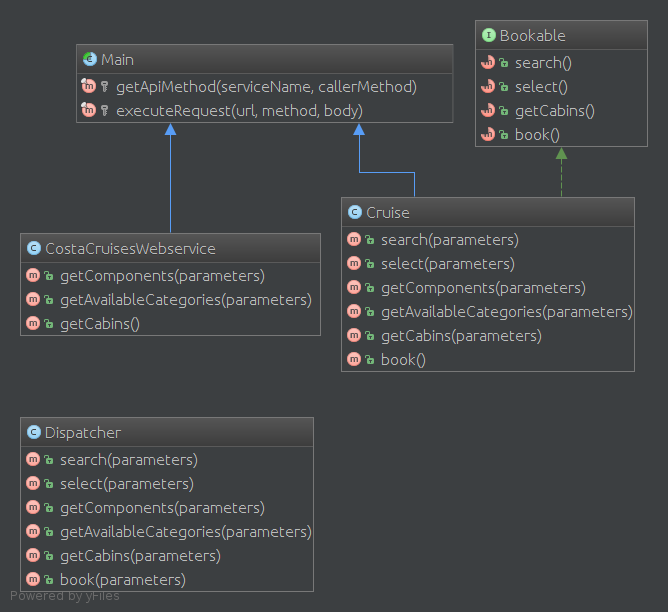 Main
getApiMethod(serviceName, callerMethod)
executeRequest(url, method, body)
I Bookable
search()
select()
getCabins()
book()
C CostaCruisesWebservice
m getComponents(parameters)
m getAvailableCategories(parameters)
m getCabins()
C Cruise
m search(parameters)
m select(parameters)
m getComponents(parameters)
m getAvailableCategories(parameters)
m getCabins(parameters)
m book()
C Dispatcher
m search(parameters)
m select(parameters)
m getComponents(parameters)
m getAvailableCategories(parameters)
m getCabins(parameters)
m book(parameters)
Powered by yFiles